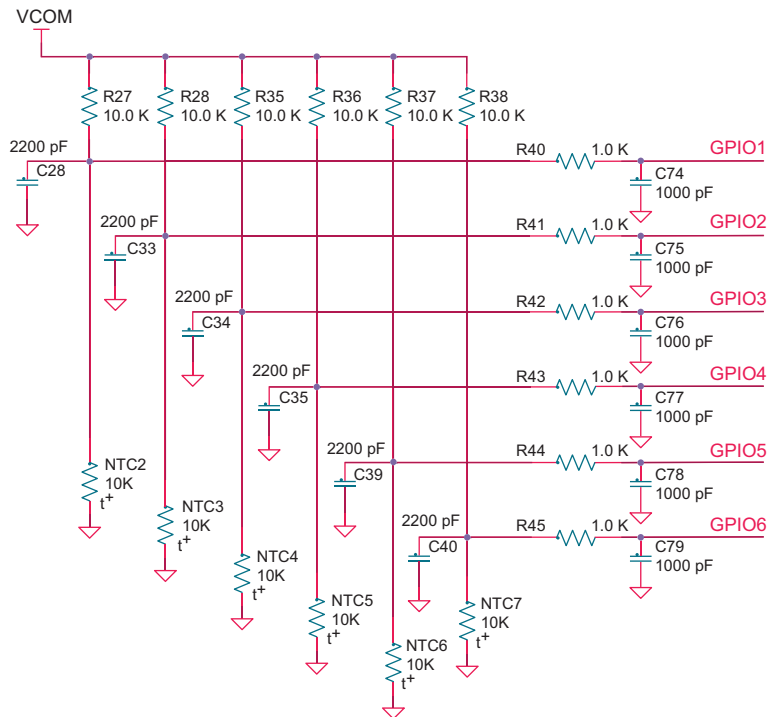 VCOM
R27 R28 R35 R36 R37 R38
10.0 K 10.0 K 10.0 K 10.0 K 10.0 K 10.0 K
2200 pF
C28
R40 1.0 K GPIO1
C74
1000 pF
2200 pF
C33
R41 1.0 K GPIO2
C75
1000 pF
2200 pF
C34
R42 1.0 K GPIO3
C76
1000 pF
2200 pF
C35
R43 1.0 K GPIO4
C77
1000 pF
2200 pF
C39
R44 1.0 K GPIO5
C78
1000 pF
2200 pF
C40
R45 1.0 K GPIO6
C79
1000 pF
NTC2
10K
t+
NTC3
10K
t+
NTC4
10K
t+
NTC5
10K
t+
NTC6
10K
t+
NTC7
10K
t+